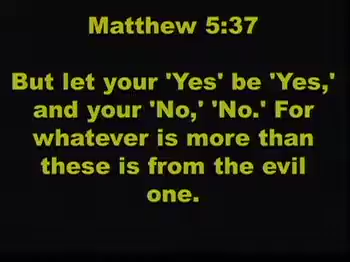 Matthew 5:37
But let your 'Yes' be 'Yes,'
and your 'No,' 'No.' For
whatever is more than
these is from the evil
one.